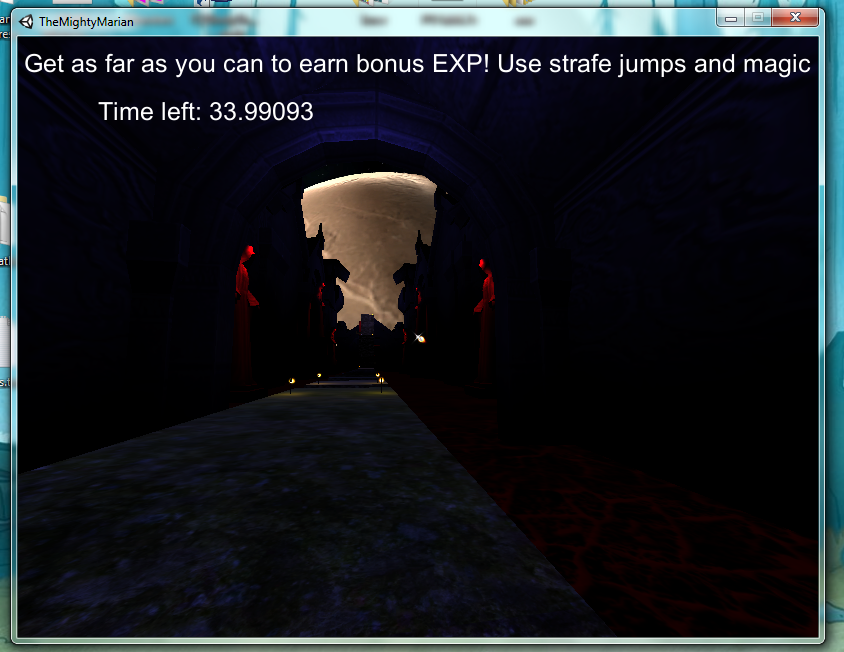 TheMightyMarian
Get as far as you can to earn bonus EXP! Use strafe jumps and magic
Time left: 33.99093